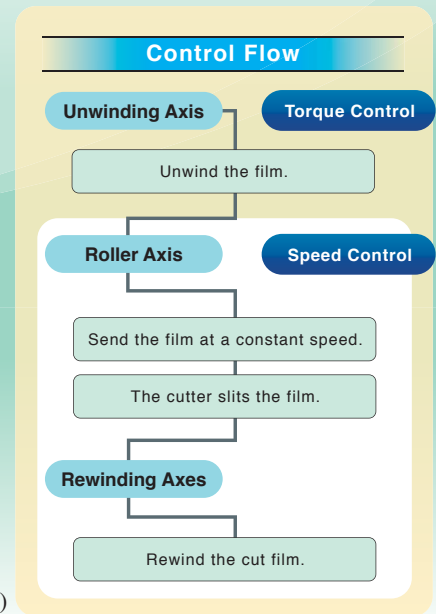 Control Flow
Unwinding Axis
Torque Control
Unwind the film.
Roller Axis
Speed Control
Send the film at a constant speed.
The cutter slits the film.
Rewinding Axes
Rewind the cut film.
)